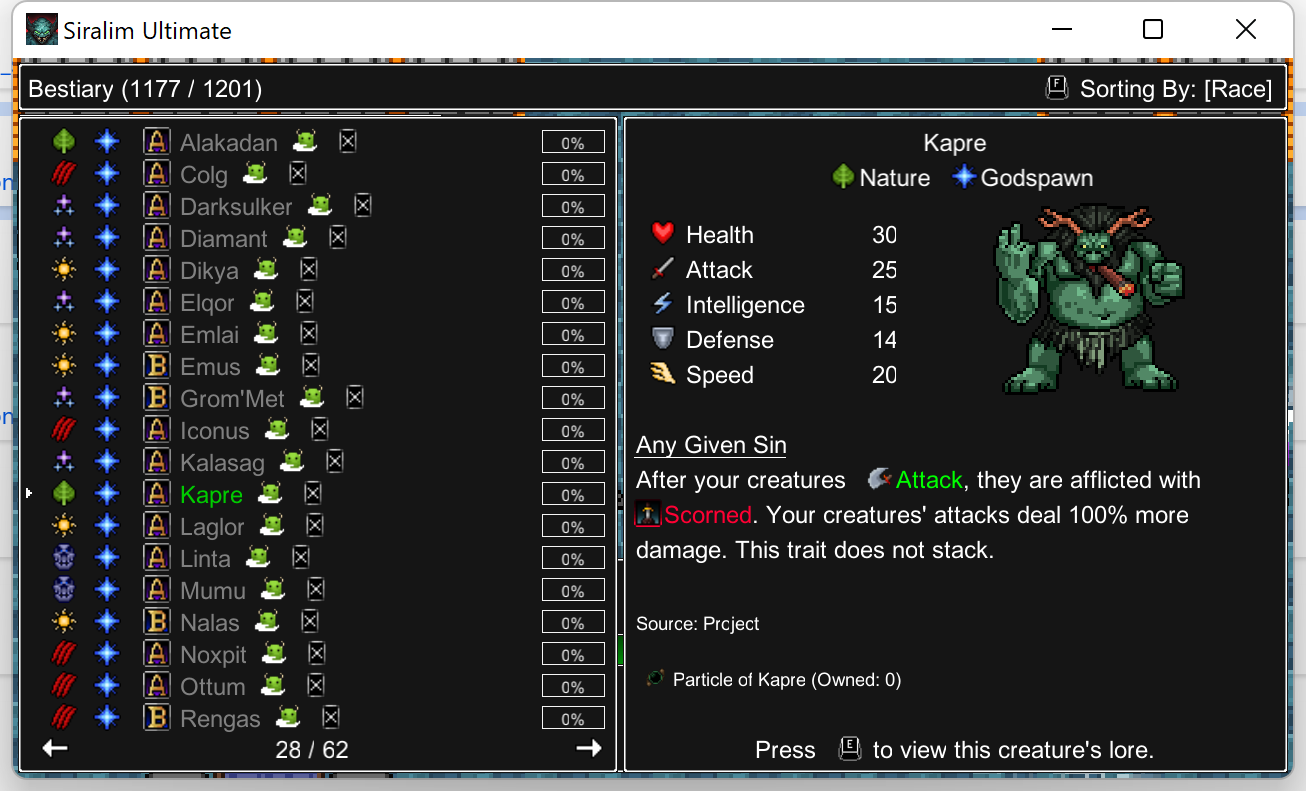 Siralim Ultimate
Bestiary (1177 / 1201)
F Sorting By: [Race]
A Alakadan 0%
A Colg 0%
A Darksulker 0%
A Diamant 0%
A Dikya 0%
A Elqor 0%
A Emlai 0%
B Emus 0%
B Grom'Met 0%
A Iconus 0%
A Kalasag 0%
A Kapre 0%
A Laglor 0%
A Linta 0%
A Mumu 0%
B Nalas 0%
A Noxpit 0%
A Ottum 0%
B Rengas 0%
28 / 62
Kapre
Nature Godspawn
Health 30
Attack 25
Intelligence 15
Defense 14
Speed 20
Any Given Sin
After your creatures Attack, they are afflicted with
Scorned. Your creatures' attacks deal 100% more
damage. This trait does not stack.
Source: Project
Particle of Kapre (Owned: 0)
Press E to view this creature's lore.